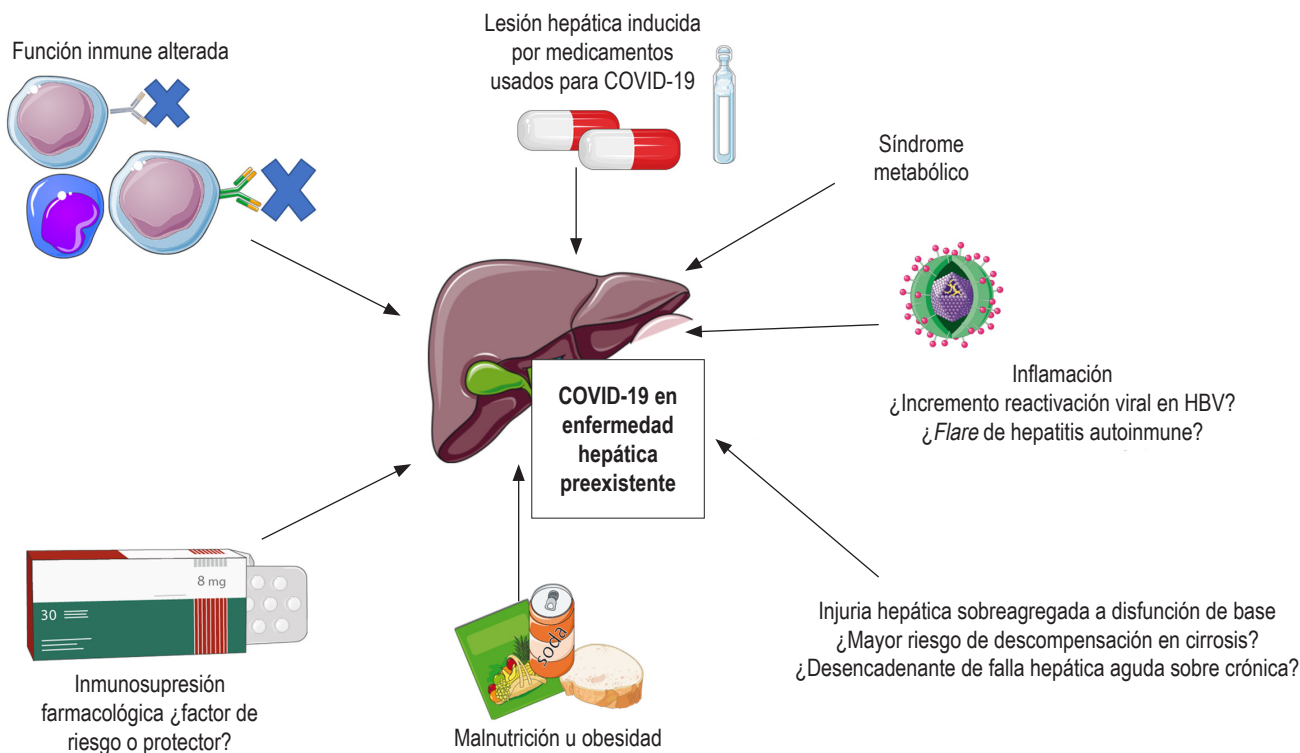 Función inmune alterada
Lesión hepática inducida
por medicamentos
usados para COVID-19
Síndrome
metabólico
Inflamación
¿Incremento reactivación viral en HBV?
¿Flare de hepatitis autoinmune?
COVID-19 en
enfermedad
hepática
preexistente
8 mg
30
Inmunosupresión
farmacológica ¿factor de
riesgo o protector?
soda
Malnutrición u obesidad
Injuria hepática sobreagregada a disfunción de base
¿Mayor riesgo de descompensación en cirrosis?
¿Desencadenante de falla hepática aguda sobre crónica?